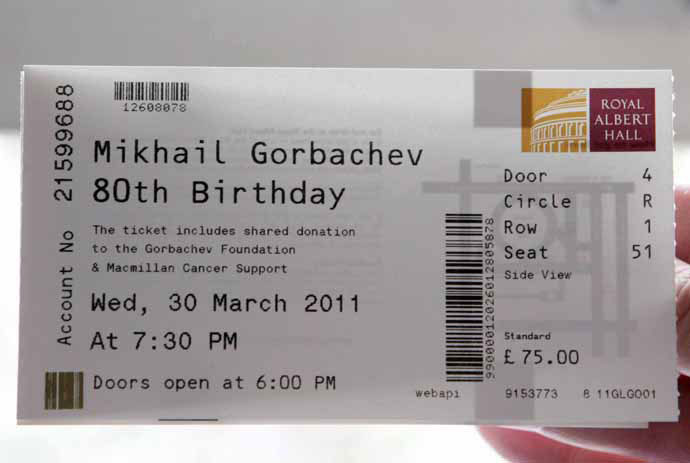 Account No 21599688
12608078
Mikhail Gorbachev
80th Birthday
The ticket includes shared donation
to the Gorbachev Foundation
& Macmillan Cancer Support
Wed, 30 March 2011
At 7:30 PM
Doors open at 6:00 PM
99000012026012805878
webapi
ROYAL
ALBERT
HALL
Door 4
Circle R
Row 1
Seat 51
Side View
Standard
£75.00
9153773 8 11GLG001